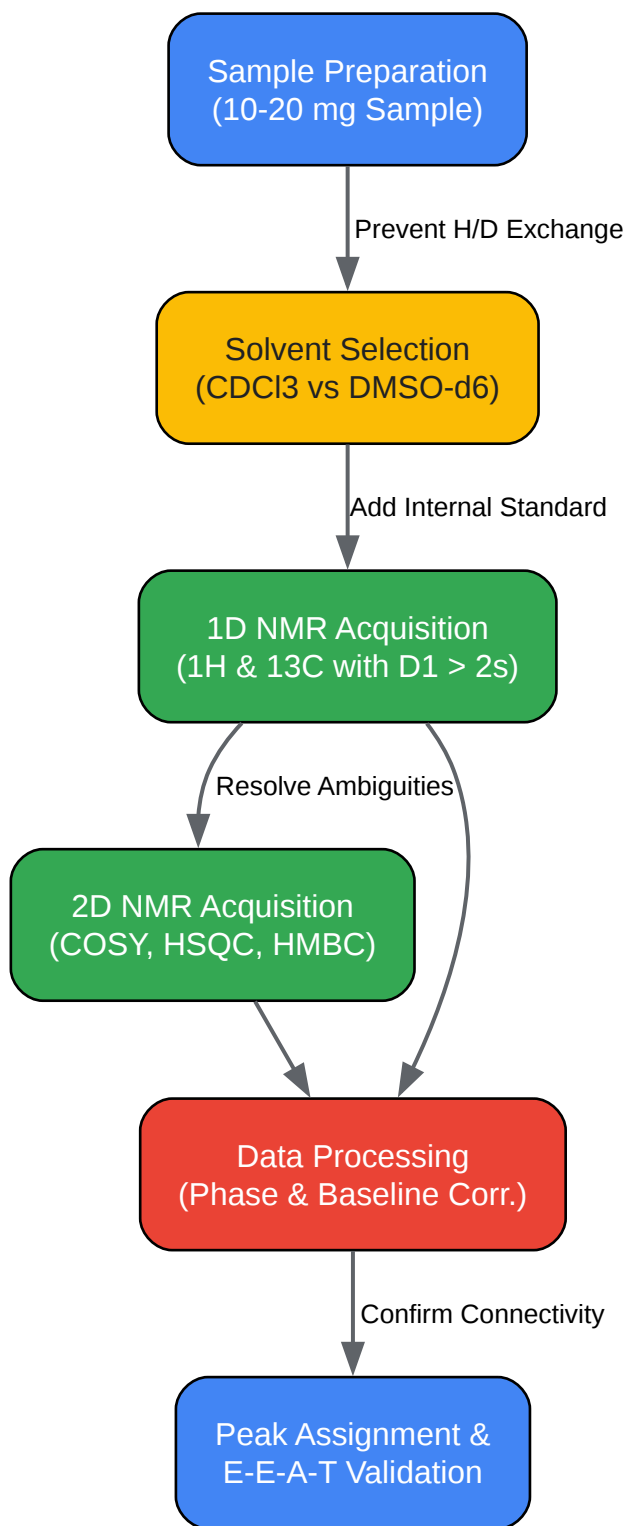 Sample Preparation
(10-20 mg Sample)
Prevent H/D Exchange
Solvent Selection
(CDCl3 vs DMSO-d6)
Add Internal Standard
1D NMR Acquisition
(1H & 13C with D1 > 2s)
Resolve Ambiguities
2D NMR Acquisition
(COSY, HSQC, HMBC)
Data Processing
(Phase & Baseline Corr.)
Confirm Connectivity
Peak Assignment &
E-E-A-T Validation